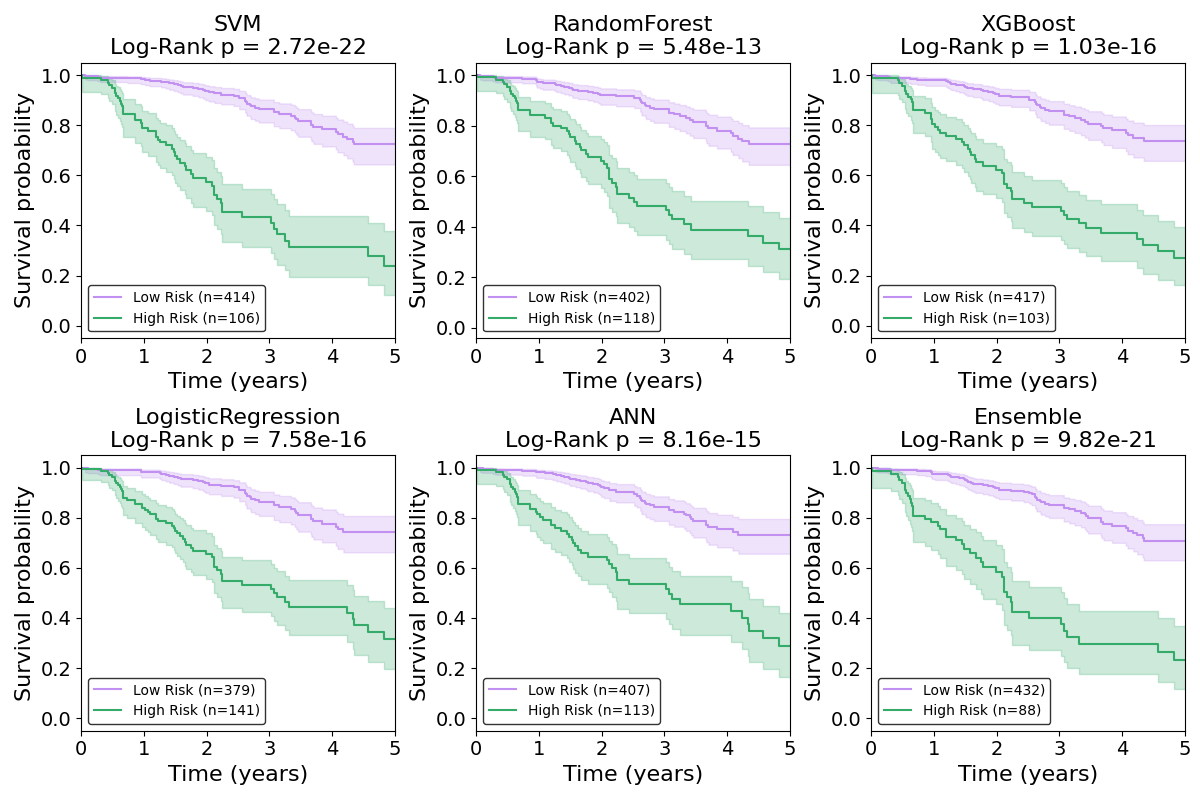 SVM
Log-Rank p = 2.72e-22
Survival probability
1.0
0.8
0.6
0.4
0.2
0.0
Low Risk (n=414)
High Risk (n=106)
0 1 2 3 4 5
Time (years)
RandomForest
Log-Rank p = 5.48e-13
Survival probability
1.0
0.8
0.6
0.4
0.2
0.0
Low Risk (n=402)
High Risk (n=118)
0 1 2 3 4 5
Time (years)
XGBoost
Log-Rank p = 1.03e-16
Survival probability
1.0
0.8
0.6
0.4
0.2
0.0
Low Risk (n=417)
High Risk (n=103)
0 1 2 3 4 5
Time (years)
LogisticRegression
Log-Rank p = 7.58e-16
Survival probability
1.0
0.8
0.6
0.4
0.2
0.0
Low Risk (n=379)
High Risk (n=141)
0 1 2 3 4 5
Time (years)
ANN
Log-Rank p = 8.16e-15
Survival probability
1.0
0.8
0.6
0.4
0.2
0.0
Low Risk (n=407)
High Risk (n=113)
0 1 2 3 4 5
Time (years)
Ensemble
Log-Rank p = 9.82e-21
Survival probability
1.0
0.8
0.6
0.4
0.2
0.0
Low Risk (n=432)
High Risk (n=88)
0 1 2 3 4 5
Time (years)